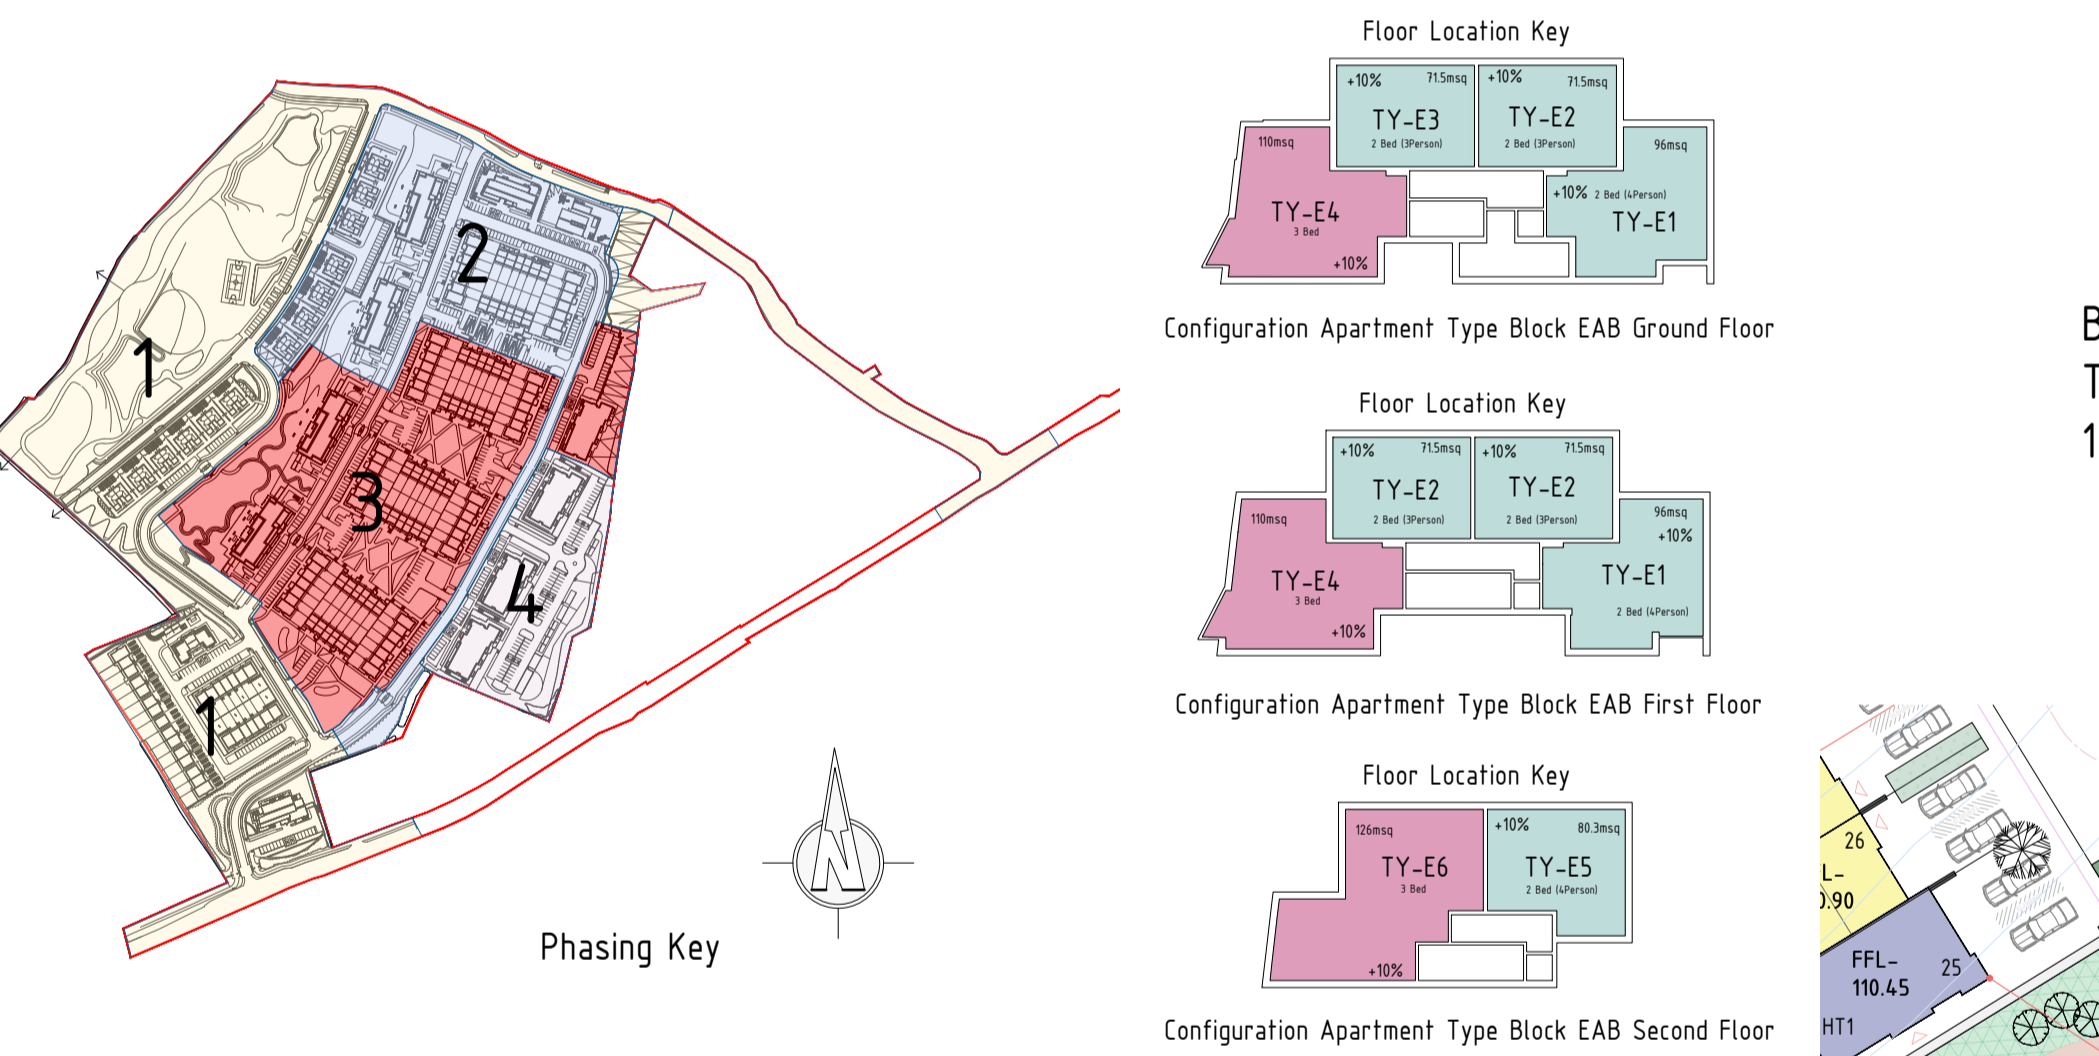 1
2
3
4
1
N
Phasing Key
Floor Location Key
+10% 71.5msq
TY-E3
2 Bed (3Person)
+10% 71.5msq
TY-E2
2 Bed (3Person)
110msq
TY-E4
3 Bed
+10%
96msq
+10% 2 Bed (4Person)
TY-E1
Configuration Apartment Type Block EAB Ground Floor
Floor Location Key
+10% 71.5msq
TY-E2
2 Bed (3Person)
+10% 71.5msq
TY-E2
2 Bed (3Person)
110msq
TY-E4
3 Bed
+10%
96msq
+10%
TY-E1
2 Bed (4Person)
Configuration Apartment Type Block EAB First Floor
Floor Location Key
126msq
TY-E6
3 Bed
+10%
+10% 80.3msq
TY-E5
2 Bed (4Person)
Configuration Apartment Type Block EAB Second Floor
B
T
1
26
L-
0.90
FFL-
110.45
25
HT1